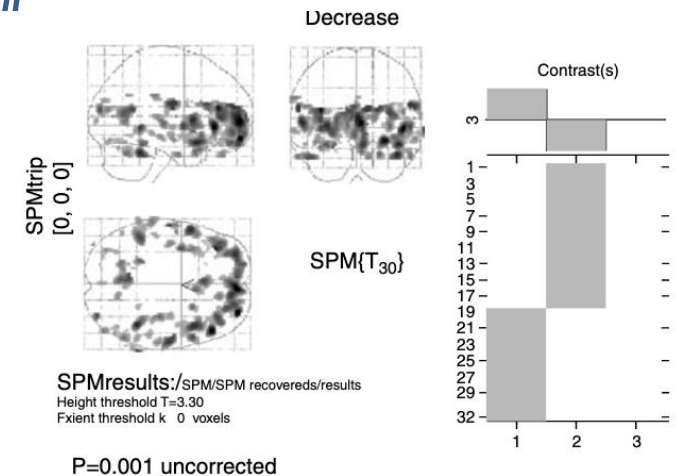 Decrease
SPMtrip
[0, 0, 0]
SPM{T30}
SPMresults:/SPM/SPM recovereds/results
Height threshold T=3.30
Fxient threshold k 0 voxels
P=0.001 uncorrected
Contrast(s)
3
1
3
5
7
9
11
13
15
17
19
21
23
25
27
29
32
1 2 3